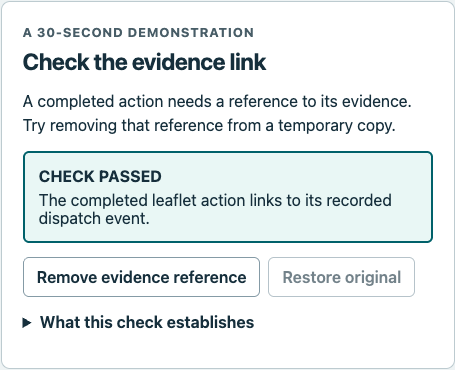 A 30-SECOND DEMONSTRATION
Check the evidence link
A completed action needs a reference to its evidence.
Try removing that reference from a temporary copy.
CHECK PASSED
The completed leaflet action links to its recorded
dispatch event.
Remove evidence reference
Restore original
What this check establishes